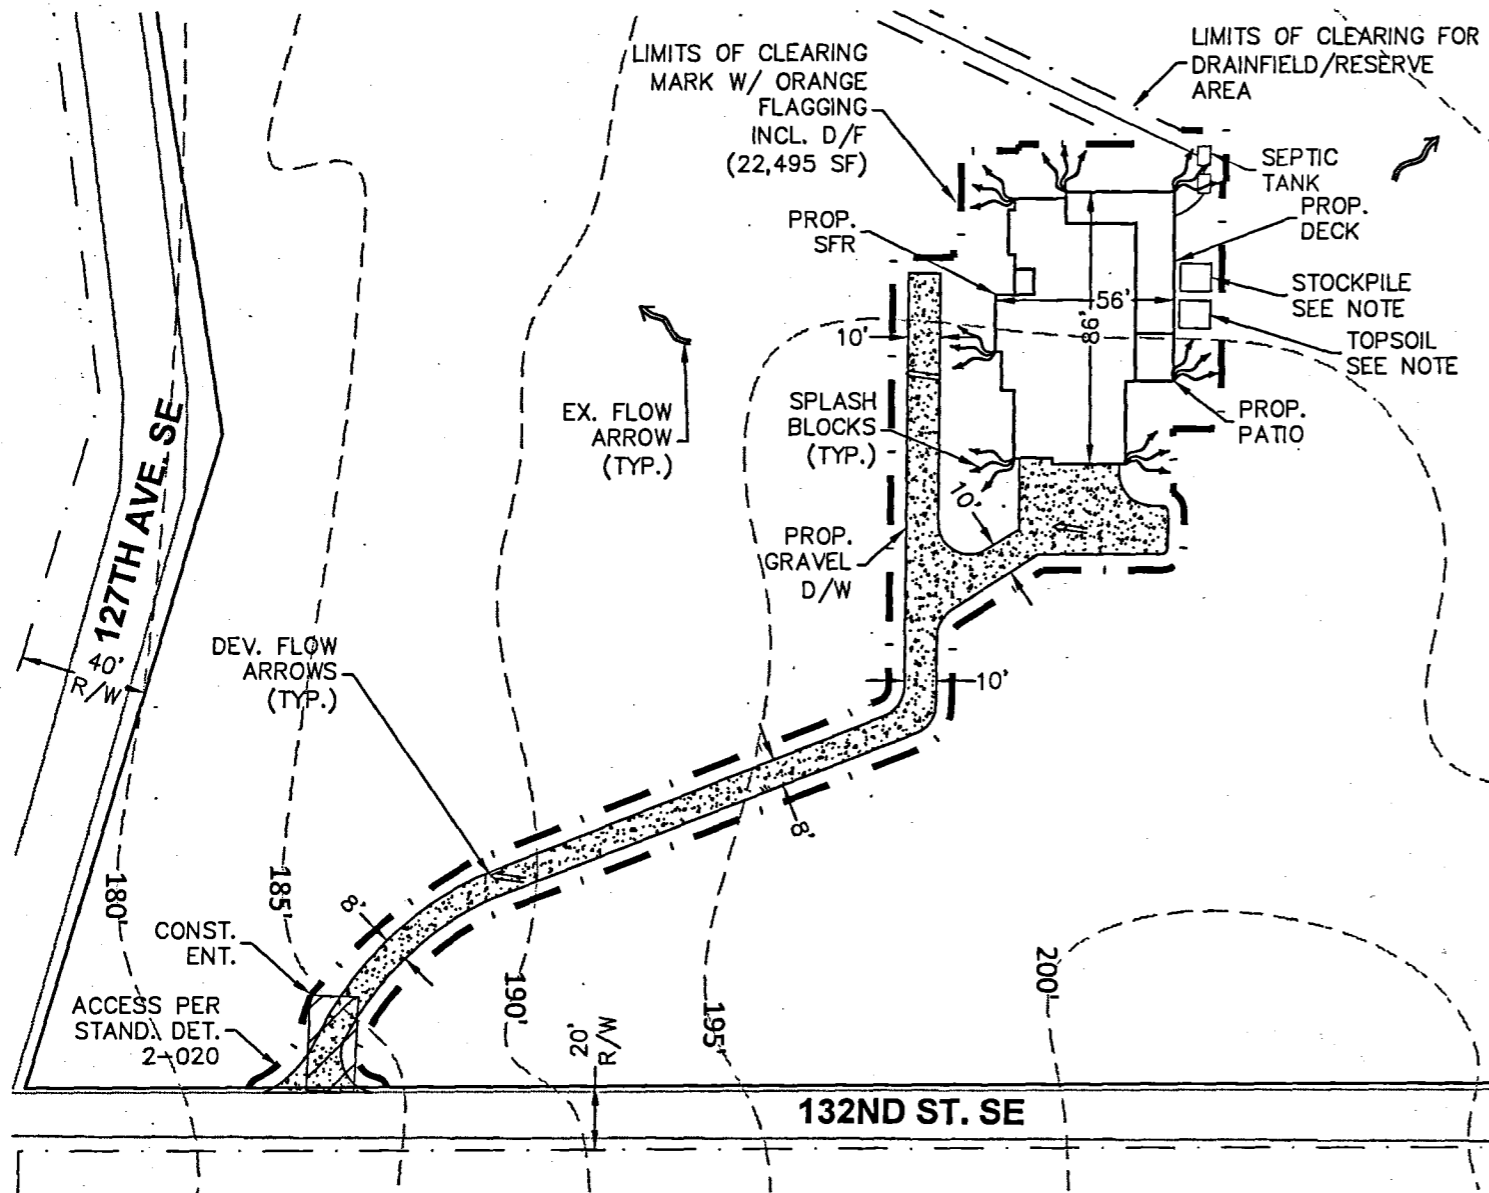 LIMITS OF CLEARING
MARK W/ ORANGE
FLAGGING
INCL. D/F
(22,495 SF)
LIMITS OF CLEARING FOR
DRAINFIELD/RESERVE
AREA
SEPTIC
TANK
PROP.
DECK
PROP.
SFR
STOCKPILE
SEE NOTE
TOPSOIL
SEE NOTE
56'
86'
10'
EX. FLOW
ARROW
(TYP.)
SPLASH
BLOCKS
(TYP.)
PROP.
PATIO
10'
PROP.
GRAVEL
D/W
127TH AVE. SE
40'
R/W
DEV. FLOW
ARROWS
(TYP.)
10'
8'
8'
180'
185'
190'
195'
200'
CONST.
ENT.
ACCESS PER
STAND. DET.
2-020
20'
R/W
132ND ST. SE